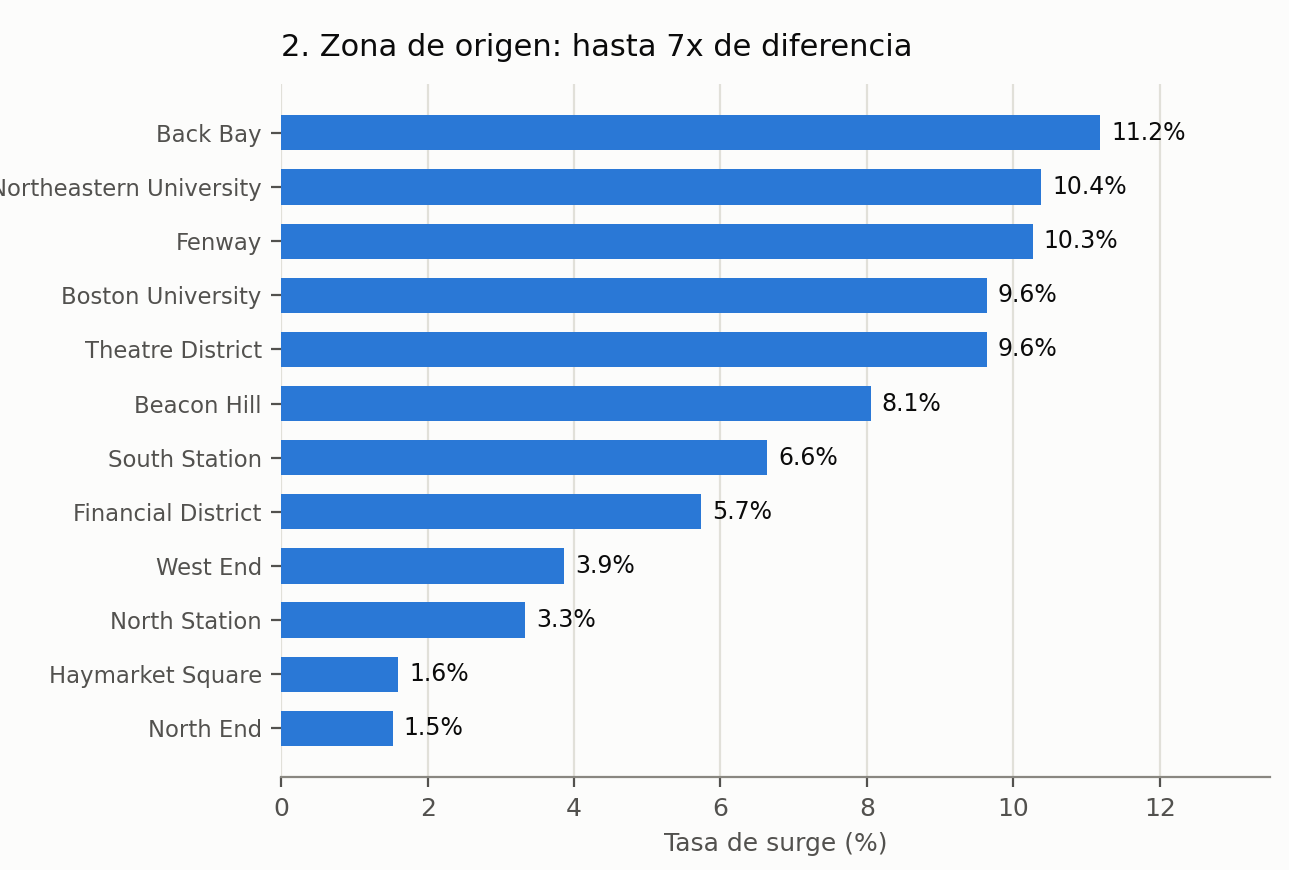 2. Zona de origen: hasta 7x de diferencia
Back Bay 11.2%
Northeastern University 10.4%
Fenway 10.3%
Boston University 9.6%
Theatre District 9.6%
Beacon Hill 8.1%
South Station 6.6%
Financial District 5.7%
West End 3.9%
North Station 3.3%
Haymarket Square 1.6%
North End 1.5%
0 2 4 6 8 10 12
Tasa de surge (%)